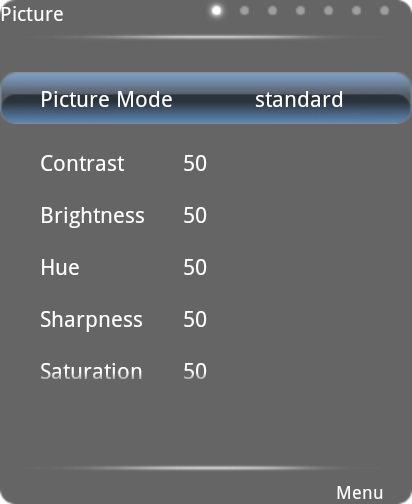 Picture
Picture Mode standard
Contrast 50
Brightness 50
Hue 50
Sharpness 50
Saturation 50
Menu